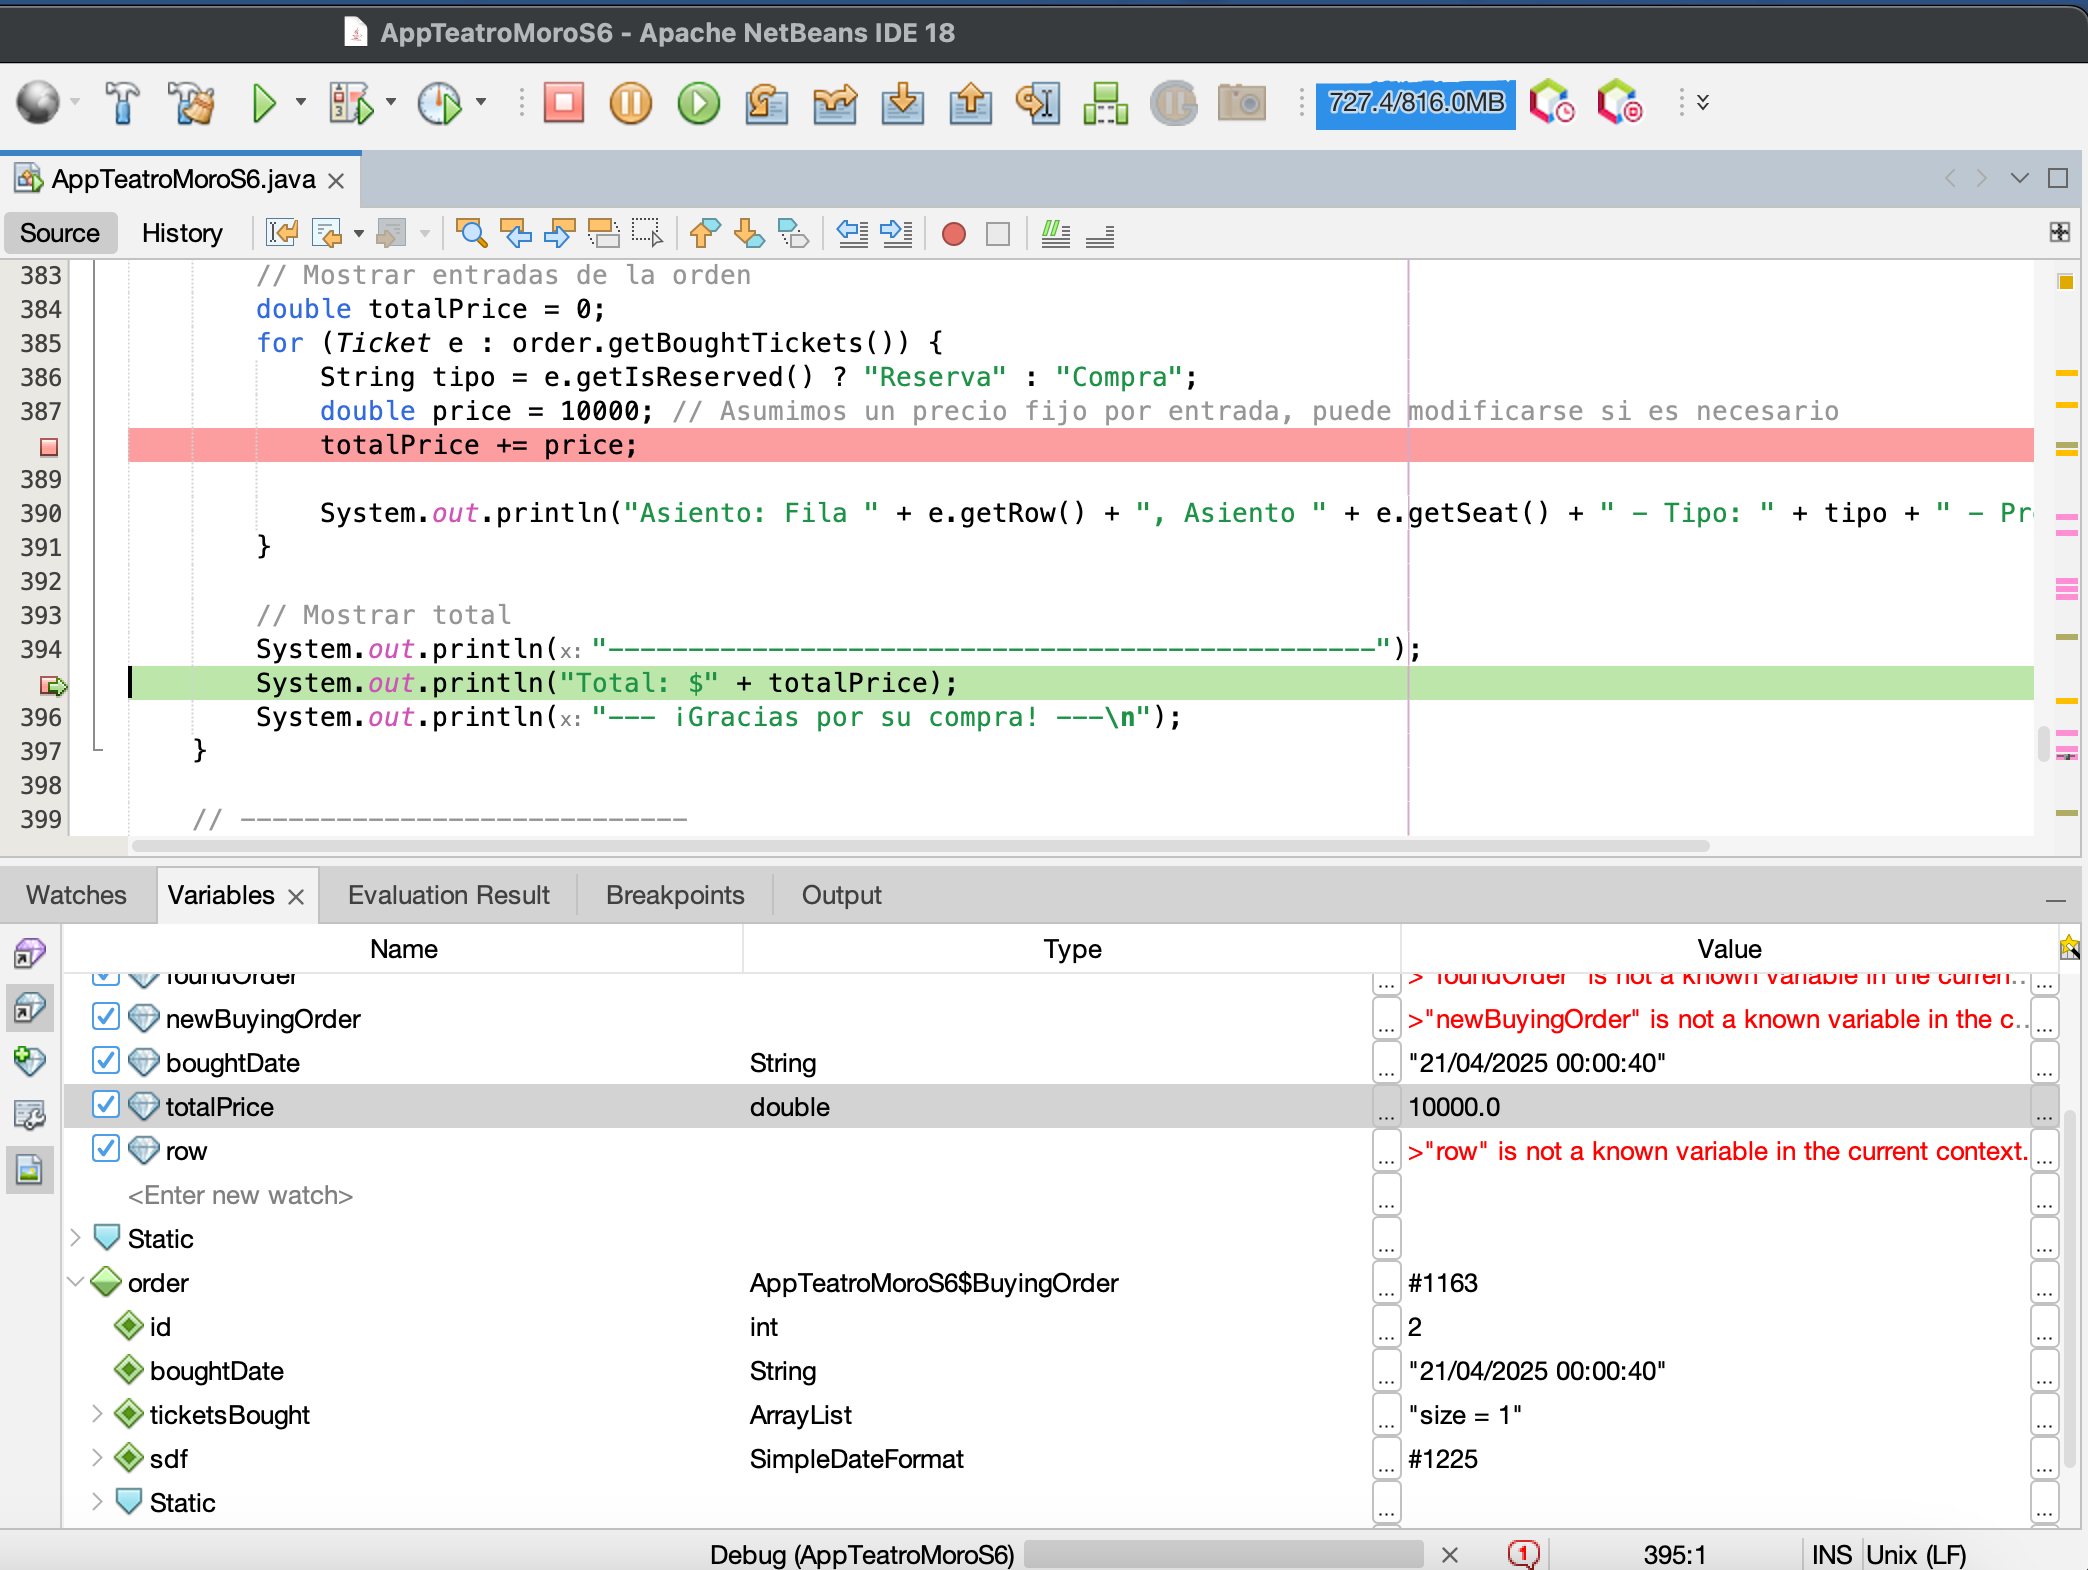 AppTeatroMoroS6 - Apache NetBeans IDE 18
727.4/816.0MB
AppTeatroMoroS6.java
Source History
383 // Mostrar entradas de la orden
384 double totalPrice = 0;
385 for (Ticket e : order.getBoughtTickets()) {
386 String tipo = e.getIsReserved() ? "Reserva" : "Compra";
387 double price = 10000; // Asumimos un precio fijo por entrada, puede modificarse si es necesario
totalPrice += price;
389
390 System.out.println("Asiento: Fila " + e.getRow() + ", Asiento " + e.getSeat() + " - Tipo: " + tipo + " - Pr
391 }
392
393 // Mostrar total
394 System.out.println(x: "------------------------------------------------");
System.out.println("Total: $" + totalPrice);
396 System.out.println(x: "--- ¡Gracias por su compra! ---\n");
397 }
398
399 // ----------------------------
Watches Variables Evaluation Result Breakpoints Output
Name Type Value
foundOrder >"foundOrder" is not a known variable in the curren...
newBuyingOrder >"newBuyingOrder" is not a known variable in the c...
boughtDate String "21/04/2025 00:00:40"
totalPrice double 10000.0
row >"row" is not a known variable in the current context.
<Enter new watch>
Static
order AppTeatroMoroS6$BuyingOrder #1163
id int 2
boughtDate String "21/04/2025 00:00:40"
ticketsBought ArrayList "size = 1"
sdf SimpleDateFormat #1225
Static
Debug (AppTeatroMoroS6) 1 395:1 INS Unix (LF)